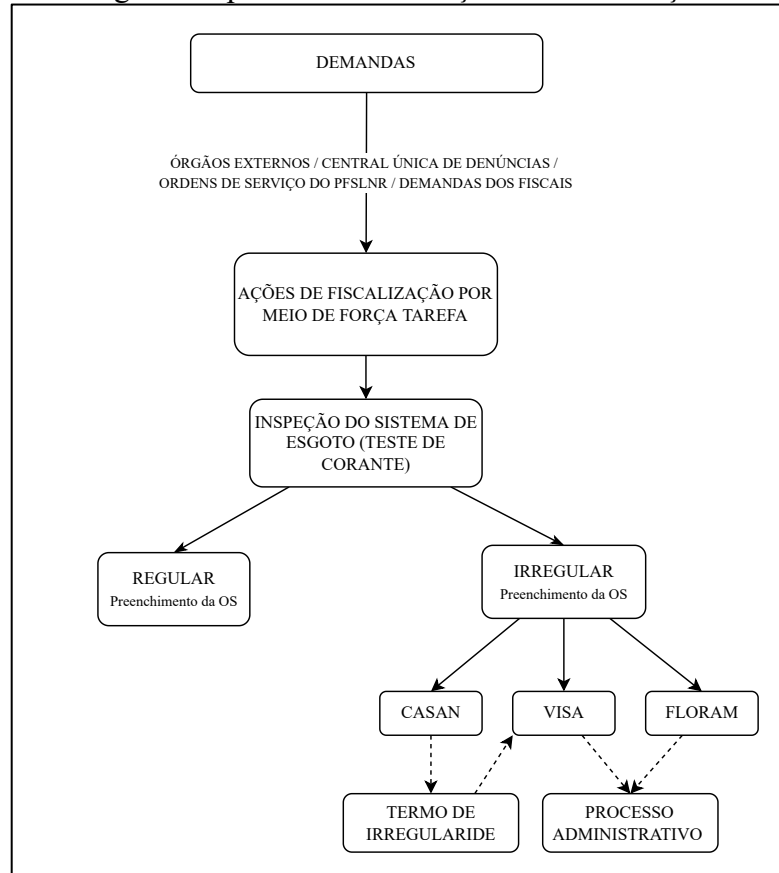 DEMANDAS
ÓRGÃOS EXTERNOS / CENTRAL ÚNICA DE DENÚNCIAS /
ORDENS DE SERVIÇO DO PFSLNR / DEMANDAS DOS FISCAIS
AÇÕES DE FISCALIZAÇÃO POR
MEIO DE FORÇA TAREFA
INSPEÇÃO DO SISTEMA DE
ESGOTO (TESTE DE
CORANTE)
REGULAR
Preenchimento da OS
IRREGULAR
Preenchimento da OS
CASAN
VISA
FLORAM
TERMO DE
IRREGULARIDE
PROCESSO
ADMINISTRATIVO